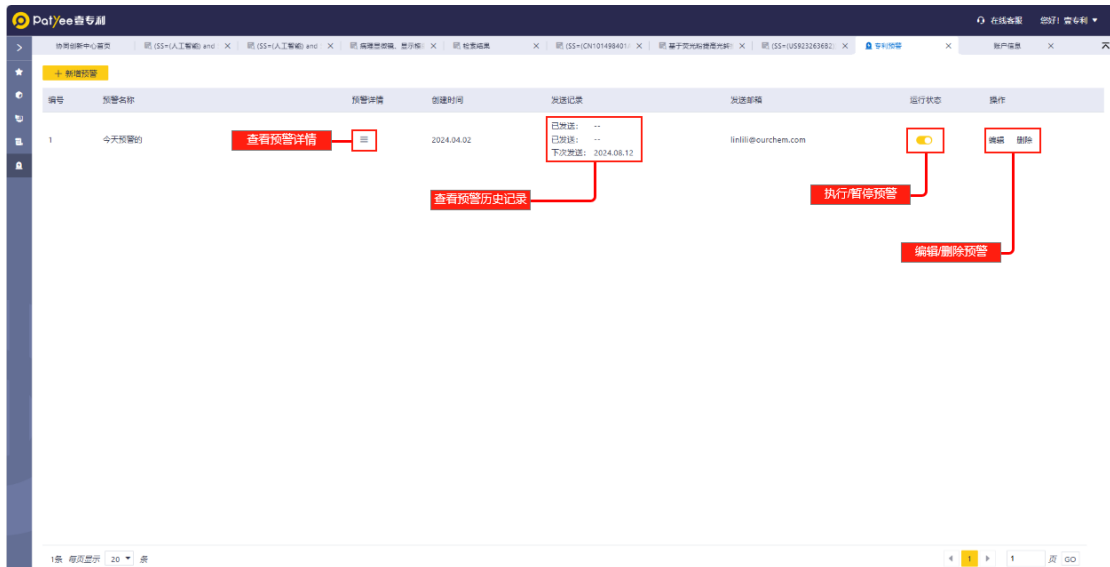 Patyee壹专利
在线客服 您好！壹专利
协同创新中心首页 (SS=(人工智能) and (SS=(人工智能) and 检索结果 (SS=(CN101498401/ 基于荧光粉提高光纯 (SS=(US9232636B2) 专利预警 账户信息
+ 新增预警
编号 预警名称 预警详情 创建时间 发送记录 发送邮箱 运行状态 操作
已发送： --
1 今天预警的 查看预警详情 2024.04.02 已发送： -- linlili@ourchem.com 编辑 删除
下次发送： 2024.08.12
查看预警历史记录 执行/暂停预警
编辑/删除预警
1条 每页显示 20 条 1 1 页 GO